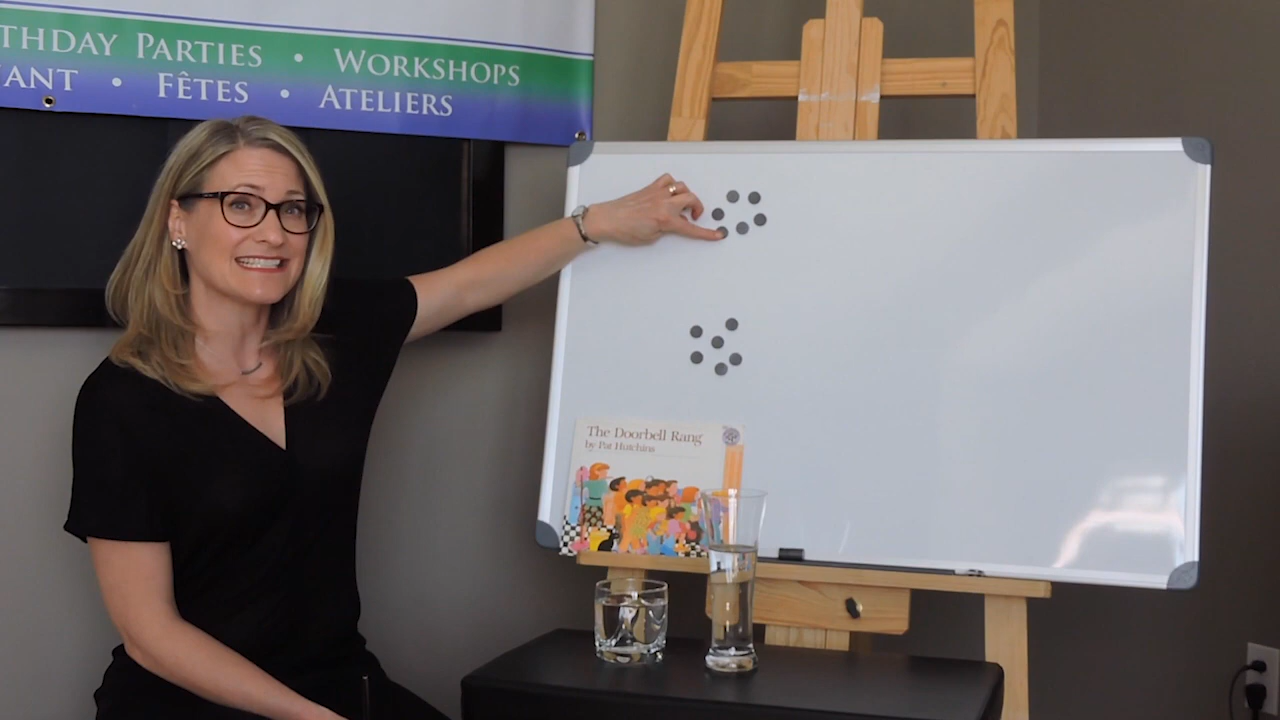 THDAY PARTIES • WORKSHOPS
ANT • FÊTES • ATELIERS
The Doorbell Rang
by Pat Hutchins